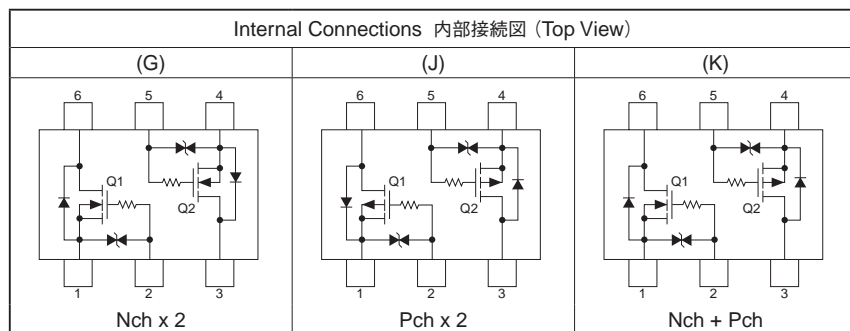 Internal Connections 内部接続図（Top View）
(G) (J) (K)
6 5 4 6 5 4 6 5 4
Q1 Q1 Q1
Q2 Q2 Q2
1 2 3 1 2 3 1 2 3
Nch x 2 Pch x 2 Nch + Pch